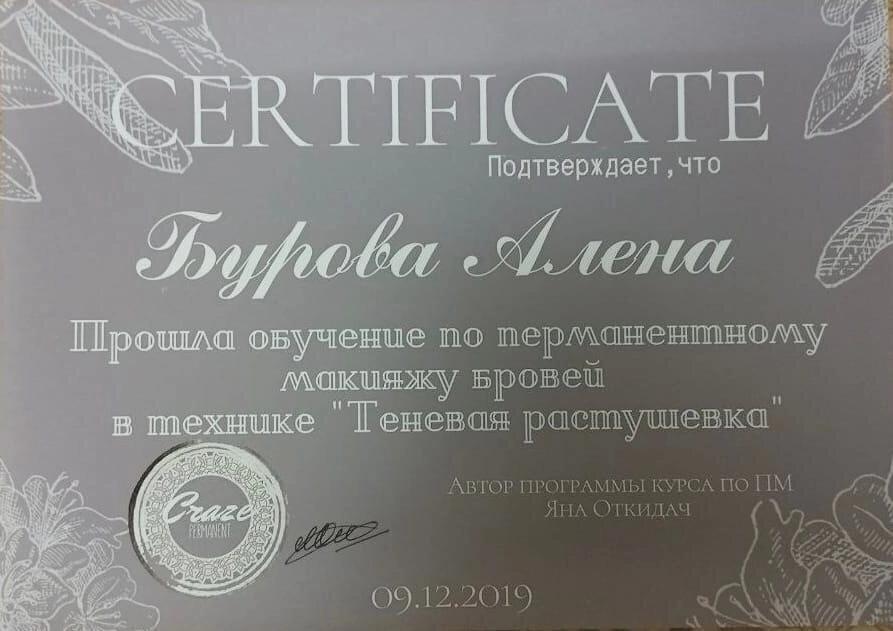 CERTIFICATE
Подтверждает,что
Бурова Алена
Прошла обучение по перманентному
макияжу бровей
в технике "Теневая растушевка"
Автор программы курса по ПМ
Яна Откидач
Craze
PERMANENT
09.12.2019